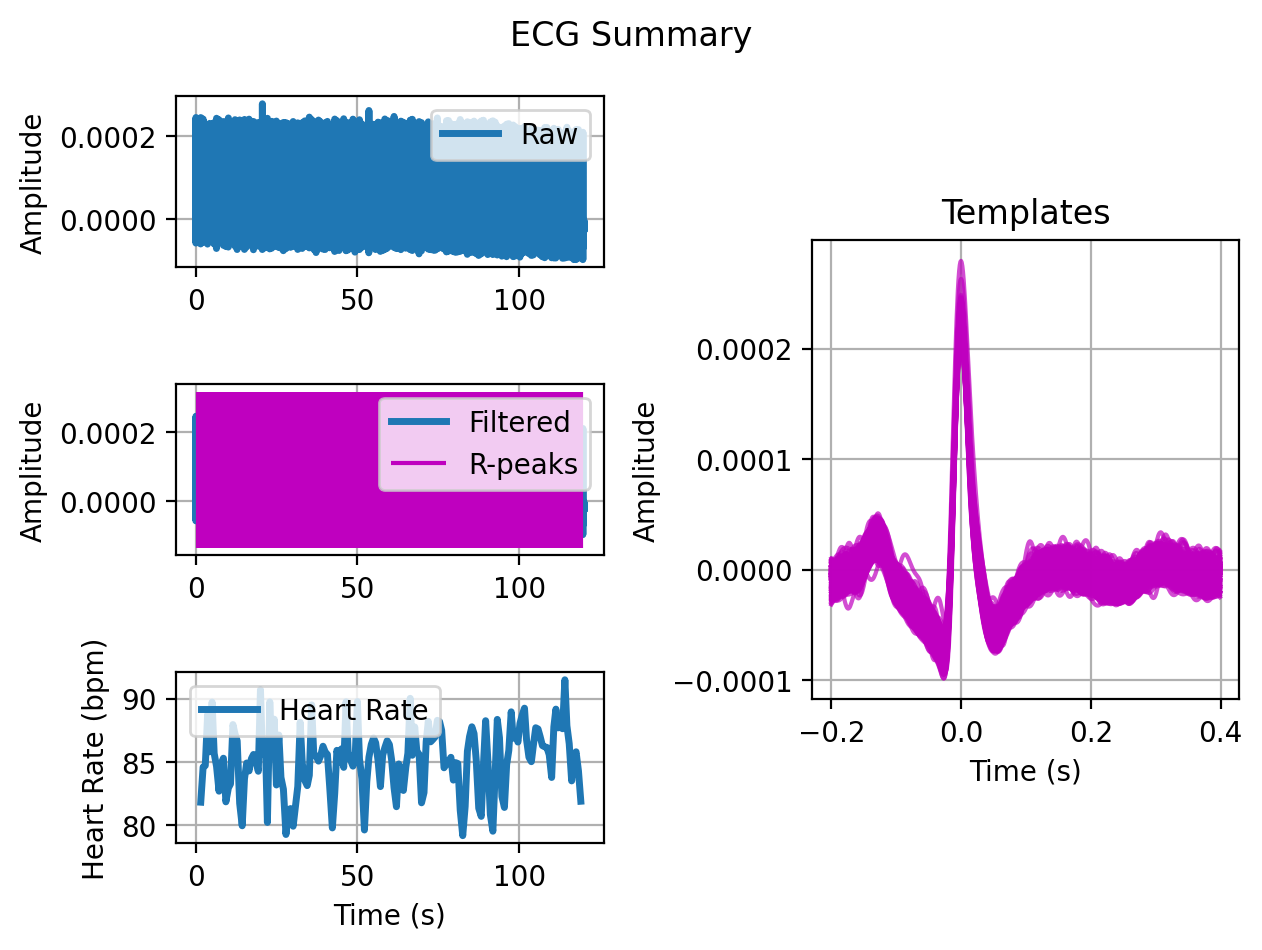 ECG Summary
Amplitude
0.0002
0.0000
Raw
0
50
100
Amplitude
0.0002
0.0000
Filtered
R-peaks
0
50
100
Heart Rate (bpm)
90
85
80
Heart Rate
0
50
100
Time (s)
Templates
Amplitude
0.0002
0.0001
0.0000
−0.0001
−0.2
0.0
0.2
0.4
Time (s)